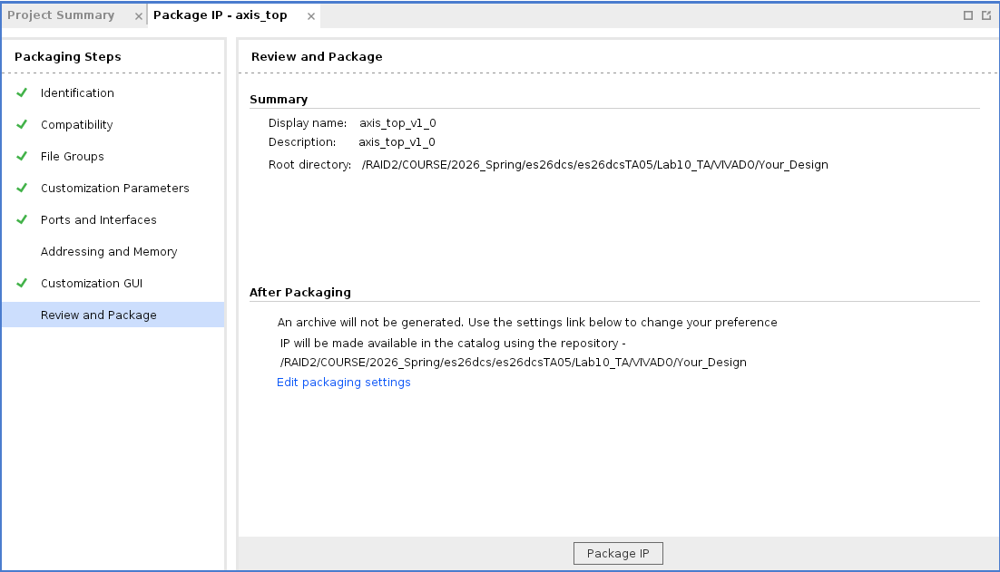 Project Summary
Package IP - axis_top
Packaging Steps
Identification
Compatibility
File Groups
Customization Parameters
Ports and Interfaces
Addressing and Memory
Customization GUI
Review and Package
Review and Package
Summary
Display name: axis_top_v1_0
Description: axis_top_v1_0
Root directory: /RAID2/COURSE/2026_Spring/es26dcs/es26dcsTA05/Lab10_TA/VIVADO/Your_Design
After Packaging
An archive will not be generated. Use the settings link below to change your preference
IP will be made available in the catalog using the repository -
/RAID2/COURSE/2026_Spring/es26dcs/es26dcsTA05/Lab10_TA/VIVADO/Your_Design
Edit packaging settings
Package IP